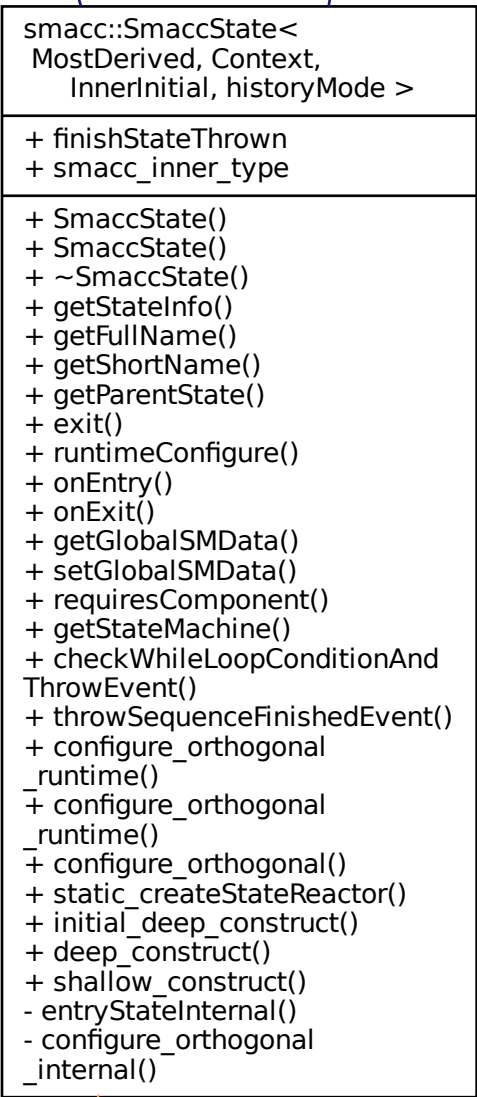 smacc::SmaccState<
MostDerived, Context,
InnerInitial, historyMode >
+ finishStateThrown
+ smacc_inner_type
+ SmaccState()
+ SmaccState()
+ ~SmaccState()
+ getStateInfo()
+ getFullName()
+ getShortName()
+ getParentState()
+ exit()
+ runtimeConfigure()
+ onEntry()
+ onExit()
+ getGlobalSMData()
+ setGlobalSMData()
+ requiresComponent()
+ getStateMachine()
+ checkWhileLoopConditionAnd
ThrowEvent()
+ throwSequenceFinishedEvent()
+ configure_orthogonal
_runtime()
+ configure_orthogonal
_runtime()
+ configure_orthogonal()
+ static_createStateReactor()
+ initial_deep_construct()
+ deep_construct()
+ shallow_construct()
- entryStateInternal()
- configure_orthogonal
_internal()